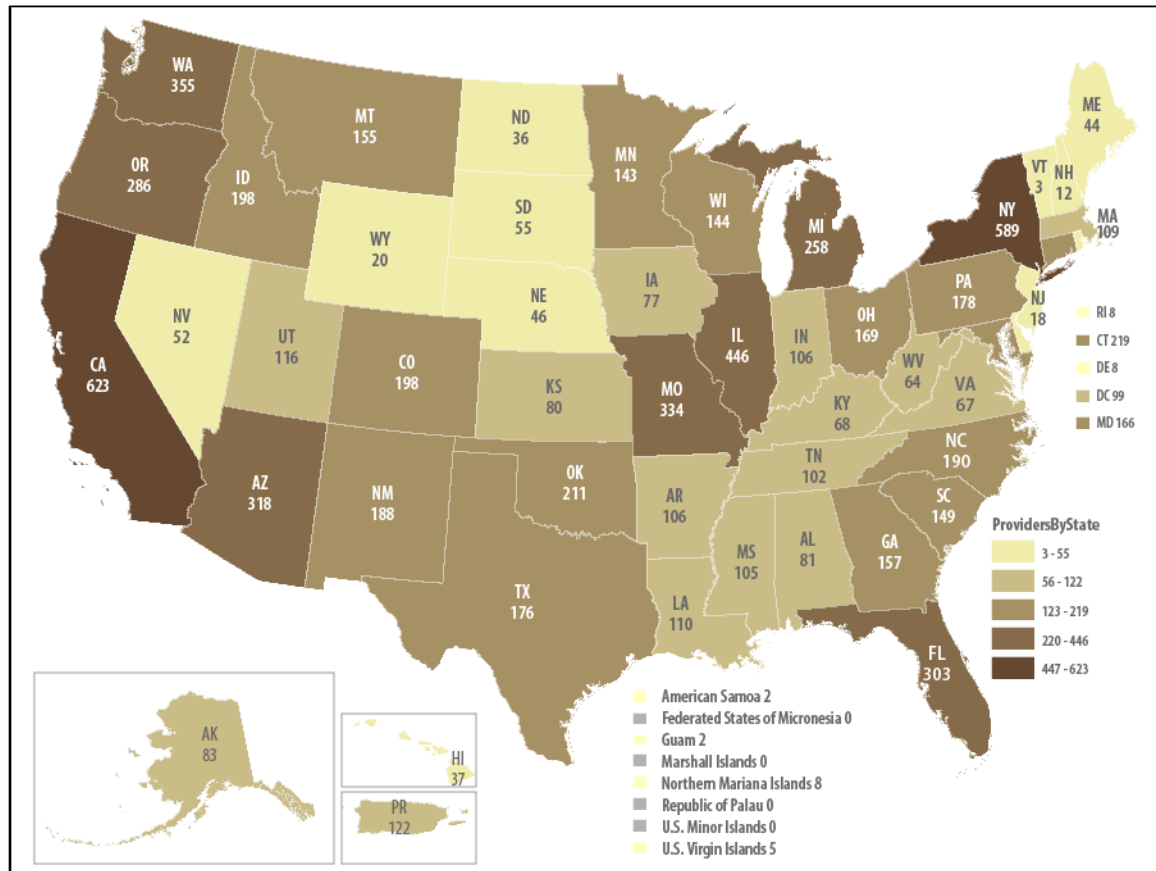 WA
355
OR
286
ID
198
MT
155
ND
36
SD
55
WY
20
NE
46
MN
143
WI
144
MI
258
IA
77
NV
52
UT
116
CA
623
CO
198
KS
80
MO
334
IL
446
IN
106
OH
169
PA
178
NY
589
VT
3
NH
12
ME
44
MA
109
NJ
18
RI 8
CT 219
DE 8
DC 99
MD 166
WV
64
VA
67
KY
68
TN
102
NC
190
SC
149
GA
157
AL
81
MS
105
AR
106
LA
110
OK
211
TX
176
NM
188
AZ
318
FL
303
ProvidersByState
3 - 55
56 - 122
123 - 219
220 - 446
447 - 623
AK
83
HI
37
PR
122
American Samoa 2
Federated States of Micronesia 0
Guam 2
Marshall Islands 0
Northern Mariana Islands 8
Republic of Palau 0
U.S. Minor Islands 0
U.S. Virgin Islands 5